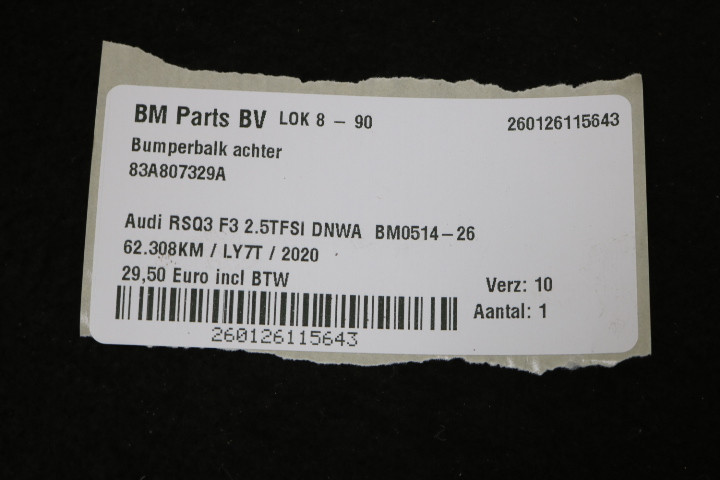 BM Parts BV LOK 8 - 90 260126115643
Bumperbalk achter
83A807329A
Audi RSQ3 F3 2.5TFSI DNWA BM0514-26
62.308KM / LY7T / 2020
29,50 Euro incl BTW Verz: 10
Aantal: 1
260126115643